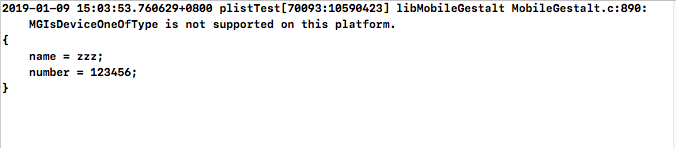 2019-01-09 15:03:53.760629+0800 plistTest[70093:10590423] libMobileGestalt MobileGestalt.c:890:
MGIsDeviceOneOfType is not supported on this platform.
{
name = zzz;
number = 123456;
}